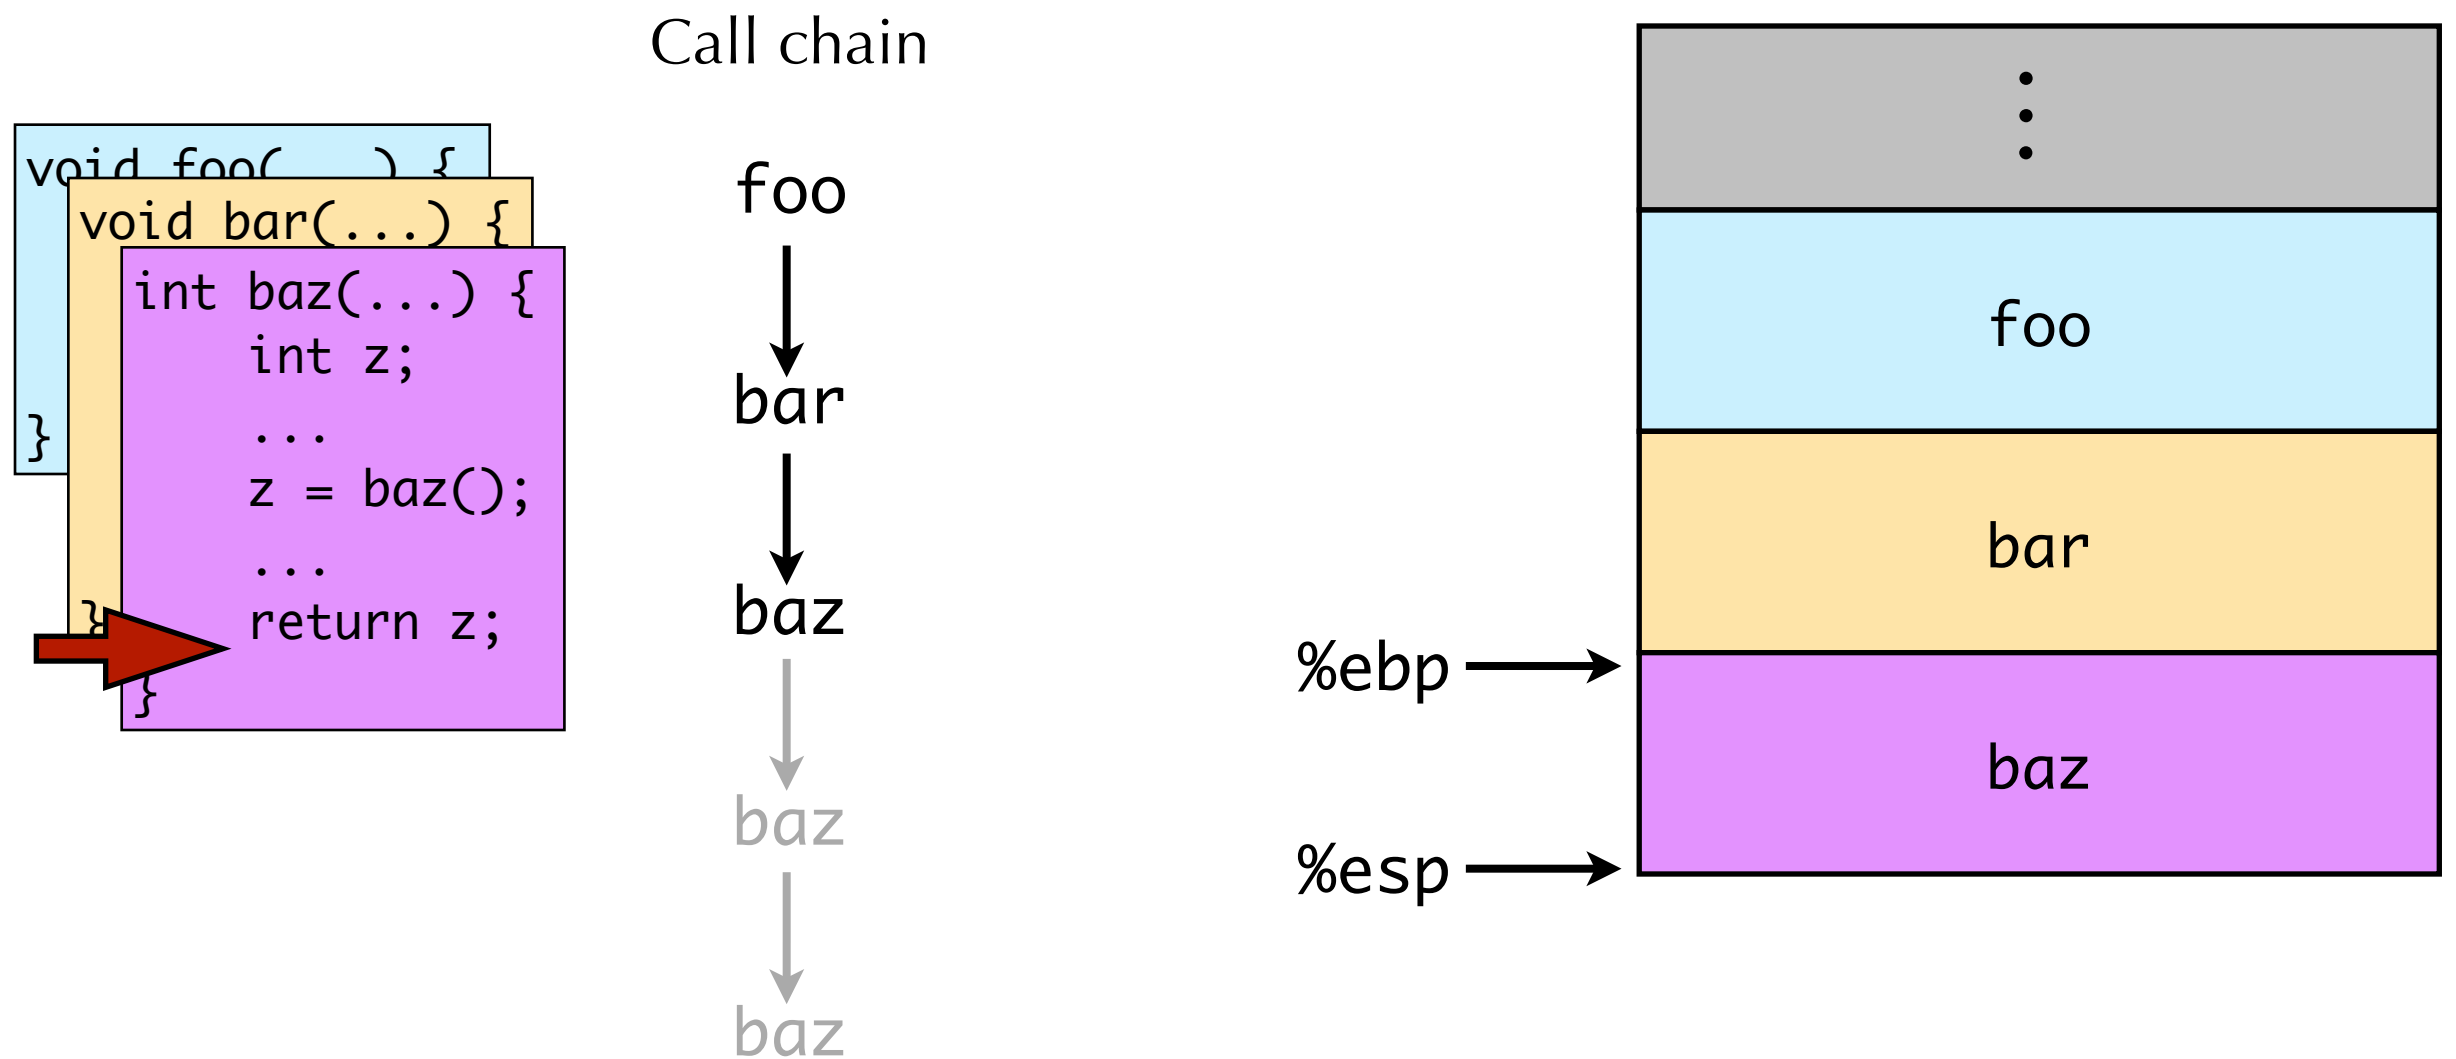 Call chain
void foo(...) {
}
void bar(...) {
}
int baz(...) {
int z;
...
z = baz();
...
return z;
}
foo
bar
baz
baz
baz
%ebp
%esp
foo
bar
baz